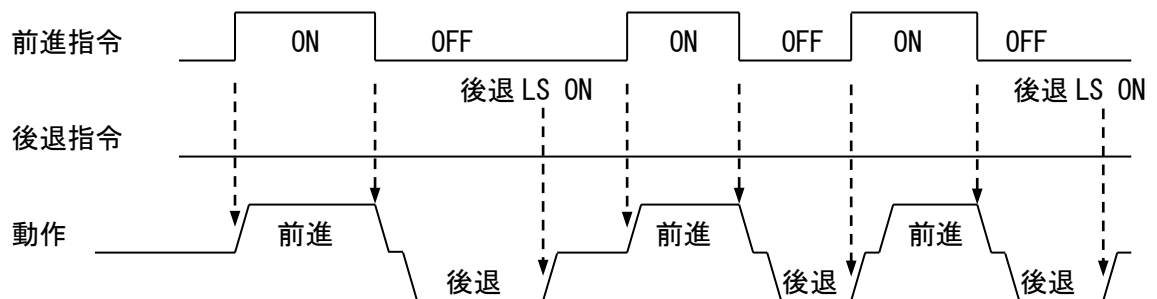 前進指令 ON OFF ON OFF ON OFF
後退 LS ON 後退 LS ON
後退指令
動作 前進 前進 前進
後退 後退 後退